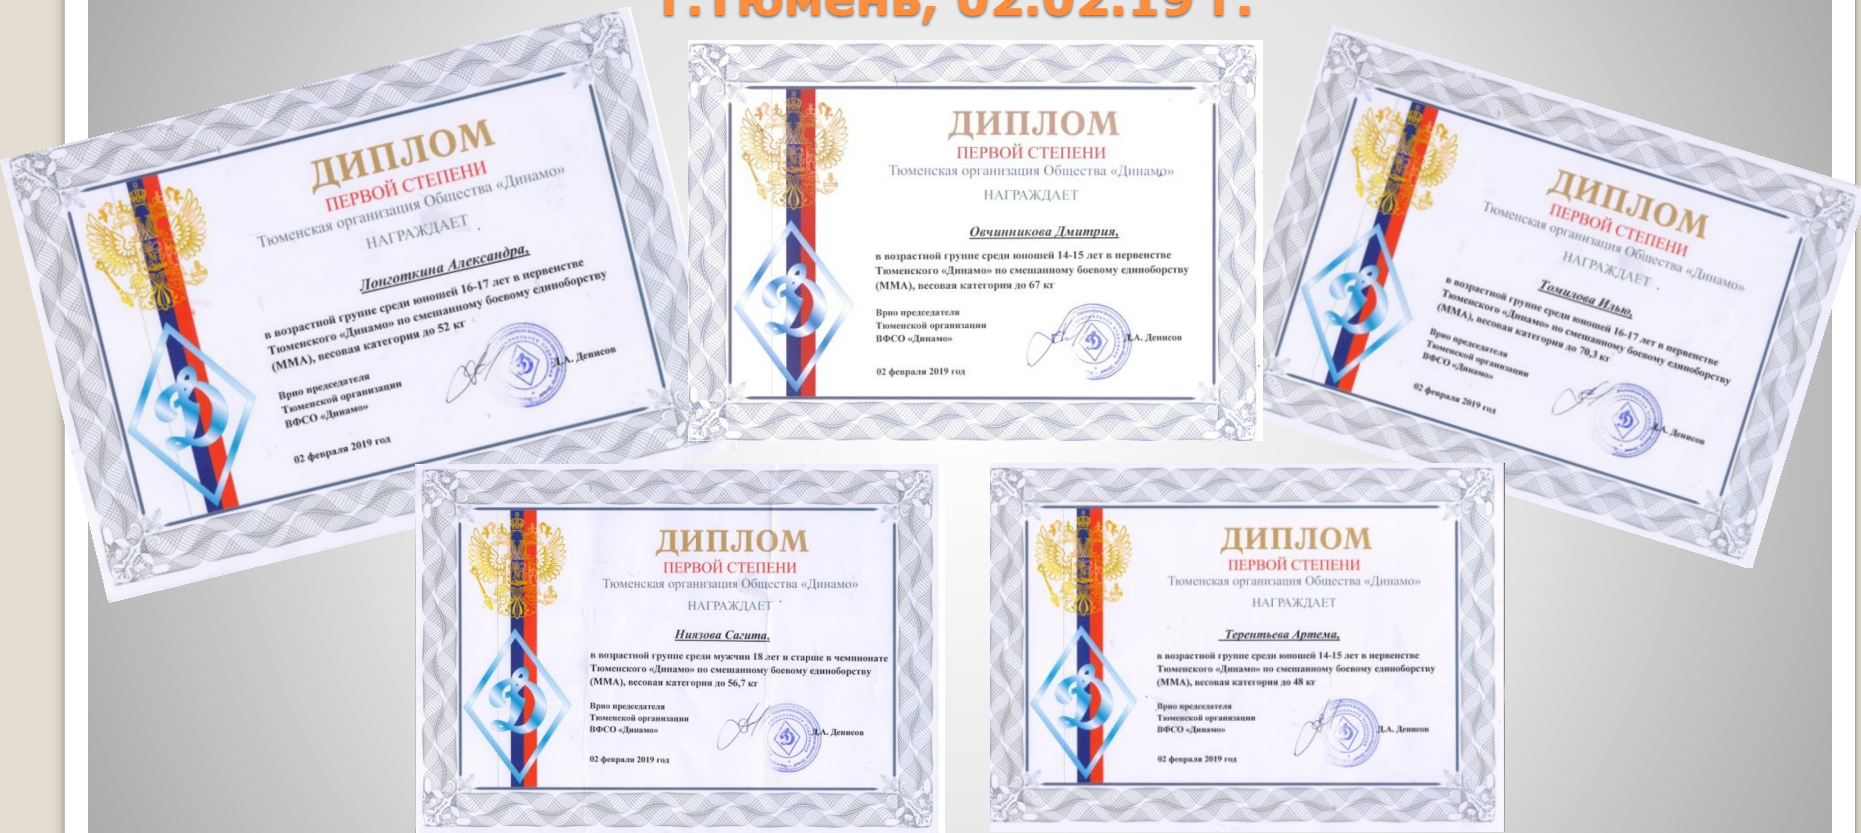 г.Тюмень, 02.02.19 г.
ДИПЛОМ
ПЕРВОЙ СТЕПЕНИ
Тюменская организация Общества «Динамо»
НАГРАЖДАЕТ
Лонготкина Александра,
в возрастной группе среди юношей 16-17 лет в первенстве
Тюменского «Динамо» по смешанному боевому единоборству
(ММА), весовая категория до 52 кг
Врио председателя
Тюменской организации
ВФСО «Динамо»
Д.А. Денисов
02 февраля 2019 год
ДИПЛОМ
ПЕРВОЙ СТЕПЕНИ
Тюменская организация Общества «Динамо»
НАГРАЖДАЕТ
Овчинникова Дмитрия,
в возрастной группе среди юношей 14-15 лет в первенстве
Тюменского «Динамо» по смешанному боевому единоборству
(ММА), весовая категория до 67 кг
Врио председателя
Тюменской организации
ВФСО «Динамо»
Д.А. Денисов
02 февраля 2019 год
ДИПЛОМ
ПЕРВОЙ СТЕПЕНИ
Тюменская организация Общества «Динамо»
НАГРАЖДАЕТ
Томилова Илью,
в возрастной группе среди юношей 16-17 лет в первенстве
Тюменского «Динамо» по смешанному боевому единоборству
(ММА), весовая категория до 70,3 кг
Врио председателя
Тюменской организации
ВФСО «Динамо»
Д.А. Денисов
02 февраля 2019 год
ДИПЛОМ
ПЕРВОЙ СТЕПЕНИ
Тюменская организация Общества «Динамо»
НАГРАЖДАЕТ
Ниязова Сагита,
в возрастной группе среди мужчин 18 лет и старше в чемпионате
Тюменского «Динамо» по смешанному боевому единоборству
(ММА), весовая категория до 56,7 кг
Врио председателя
Тюменской организации
ВФСО «Динамо»
Д.А. Денисов
02 февраля 2019 год
ДИПЛОМ
ПЕРВОЙ СТЕПЕНИ
Тюменская организация Общества «Динамо»
НАГРАЖДАЕТ
Терентьева Артема,
в возрастной группе среди юношей 14-15 лет в первенстве
Тюменского «Динамо» по смешанному боевому единоборству
(ММА), весовая категория до 48 кг
Врио председателя
Тюменской организации
ВФСО «Динамо»
Д.А. Денисов
02 февраля 2019 год